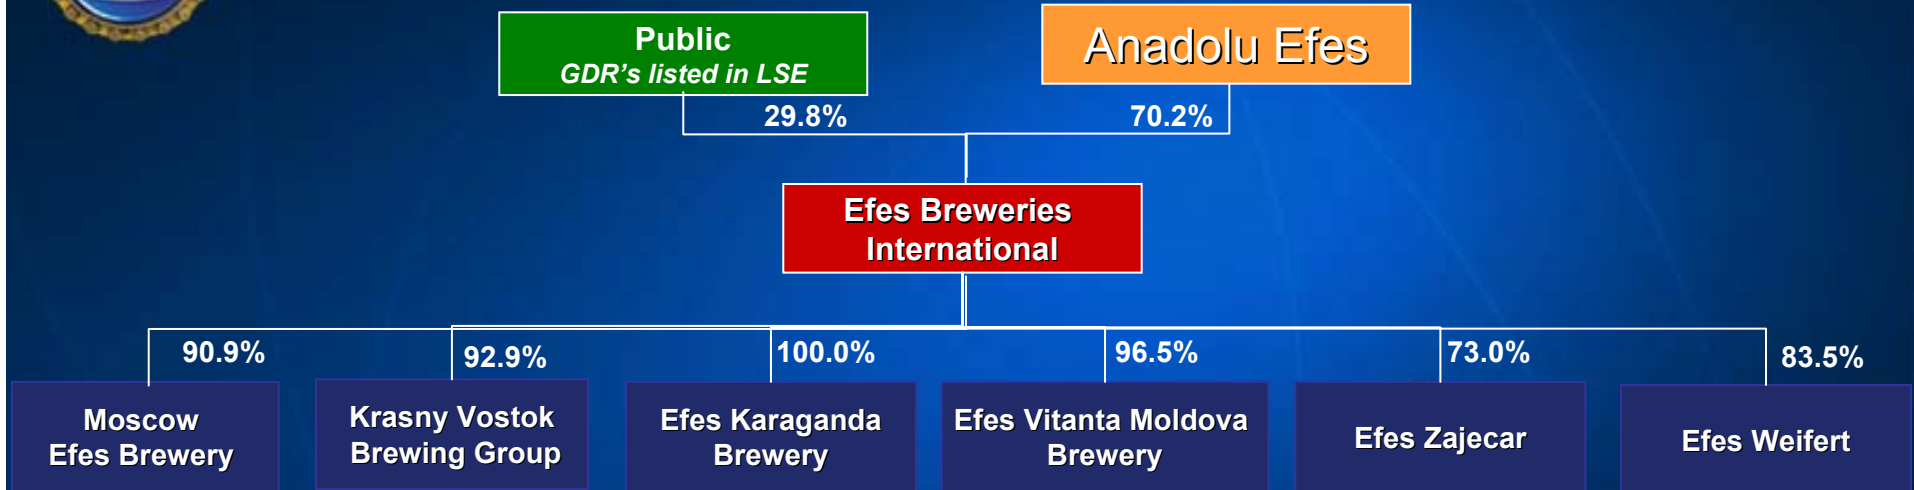 Public
GDR's listed in LSE
Anadolu Efes
29.8%
70.2%
Efes Breweries
International
90.9%
92.9%
100.0%
96.5%
73.0%
83.5%
Moscow
Efes Brewery
Krasny Vostok
Brewing Group
Efes Karaganda
Brewery
Efes Vitanta Moldova
Brewery
Efes Zajecar
Efes Weifert